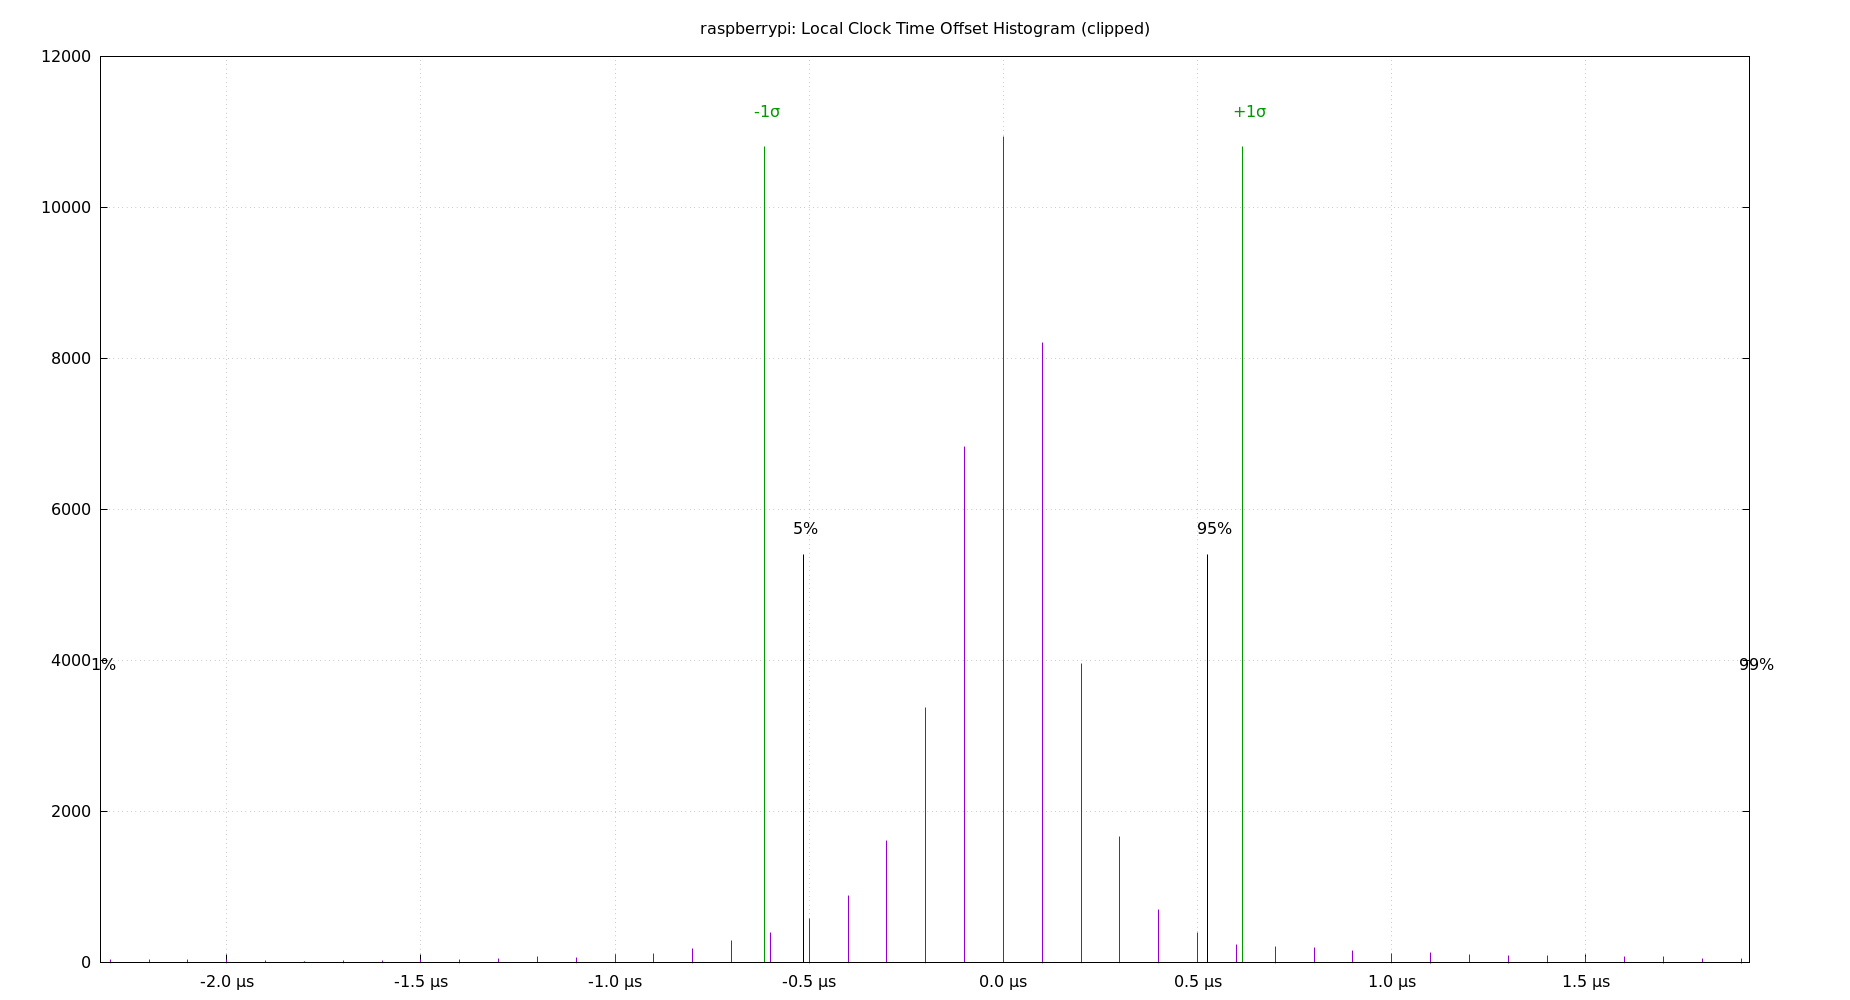 raspberrypi: Local Clock Time Offset Histogram (clipped)
12000
-1σ
+1σ
10000
8000
6000
5%
95%
4000
1%
99%
2000
0
-2.0 µs
-1.5 µs
-1.0 µs
-0.5 µs
0.0 µs
0.5 µs
1.0 µs
1.5 µs